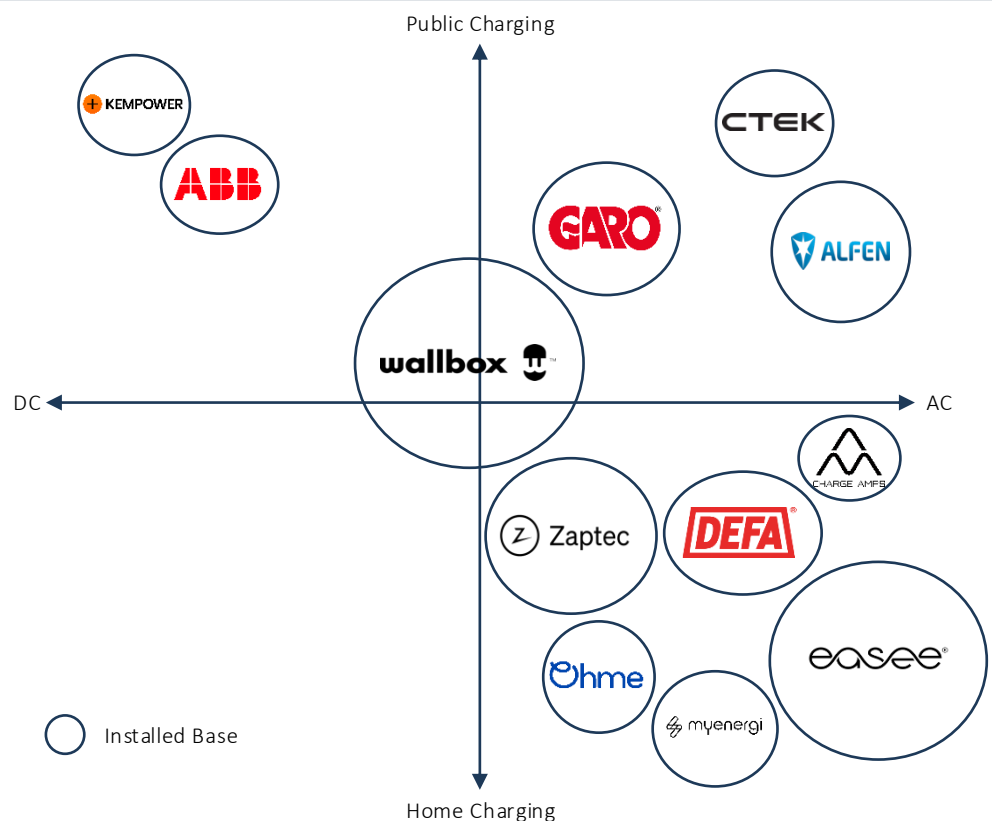 Public Charging
KEMPOWER
CTEK
ABB
GARO®
ALFEN
wallbox ™
DC
AC
CHARGE AMPS
Zaptec
DEFA®
easee®
Ohme
myenergi
Installed Base
Home Charging